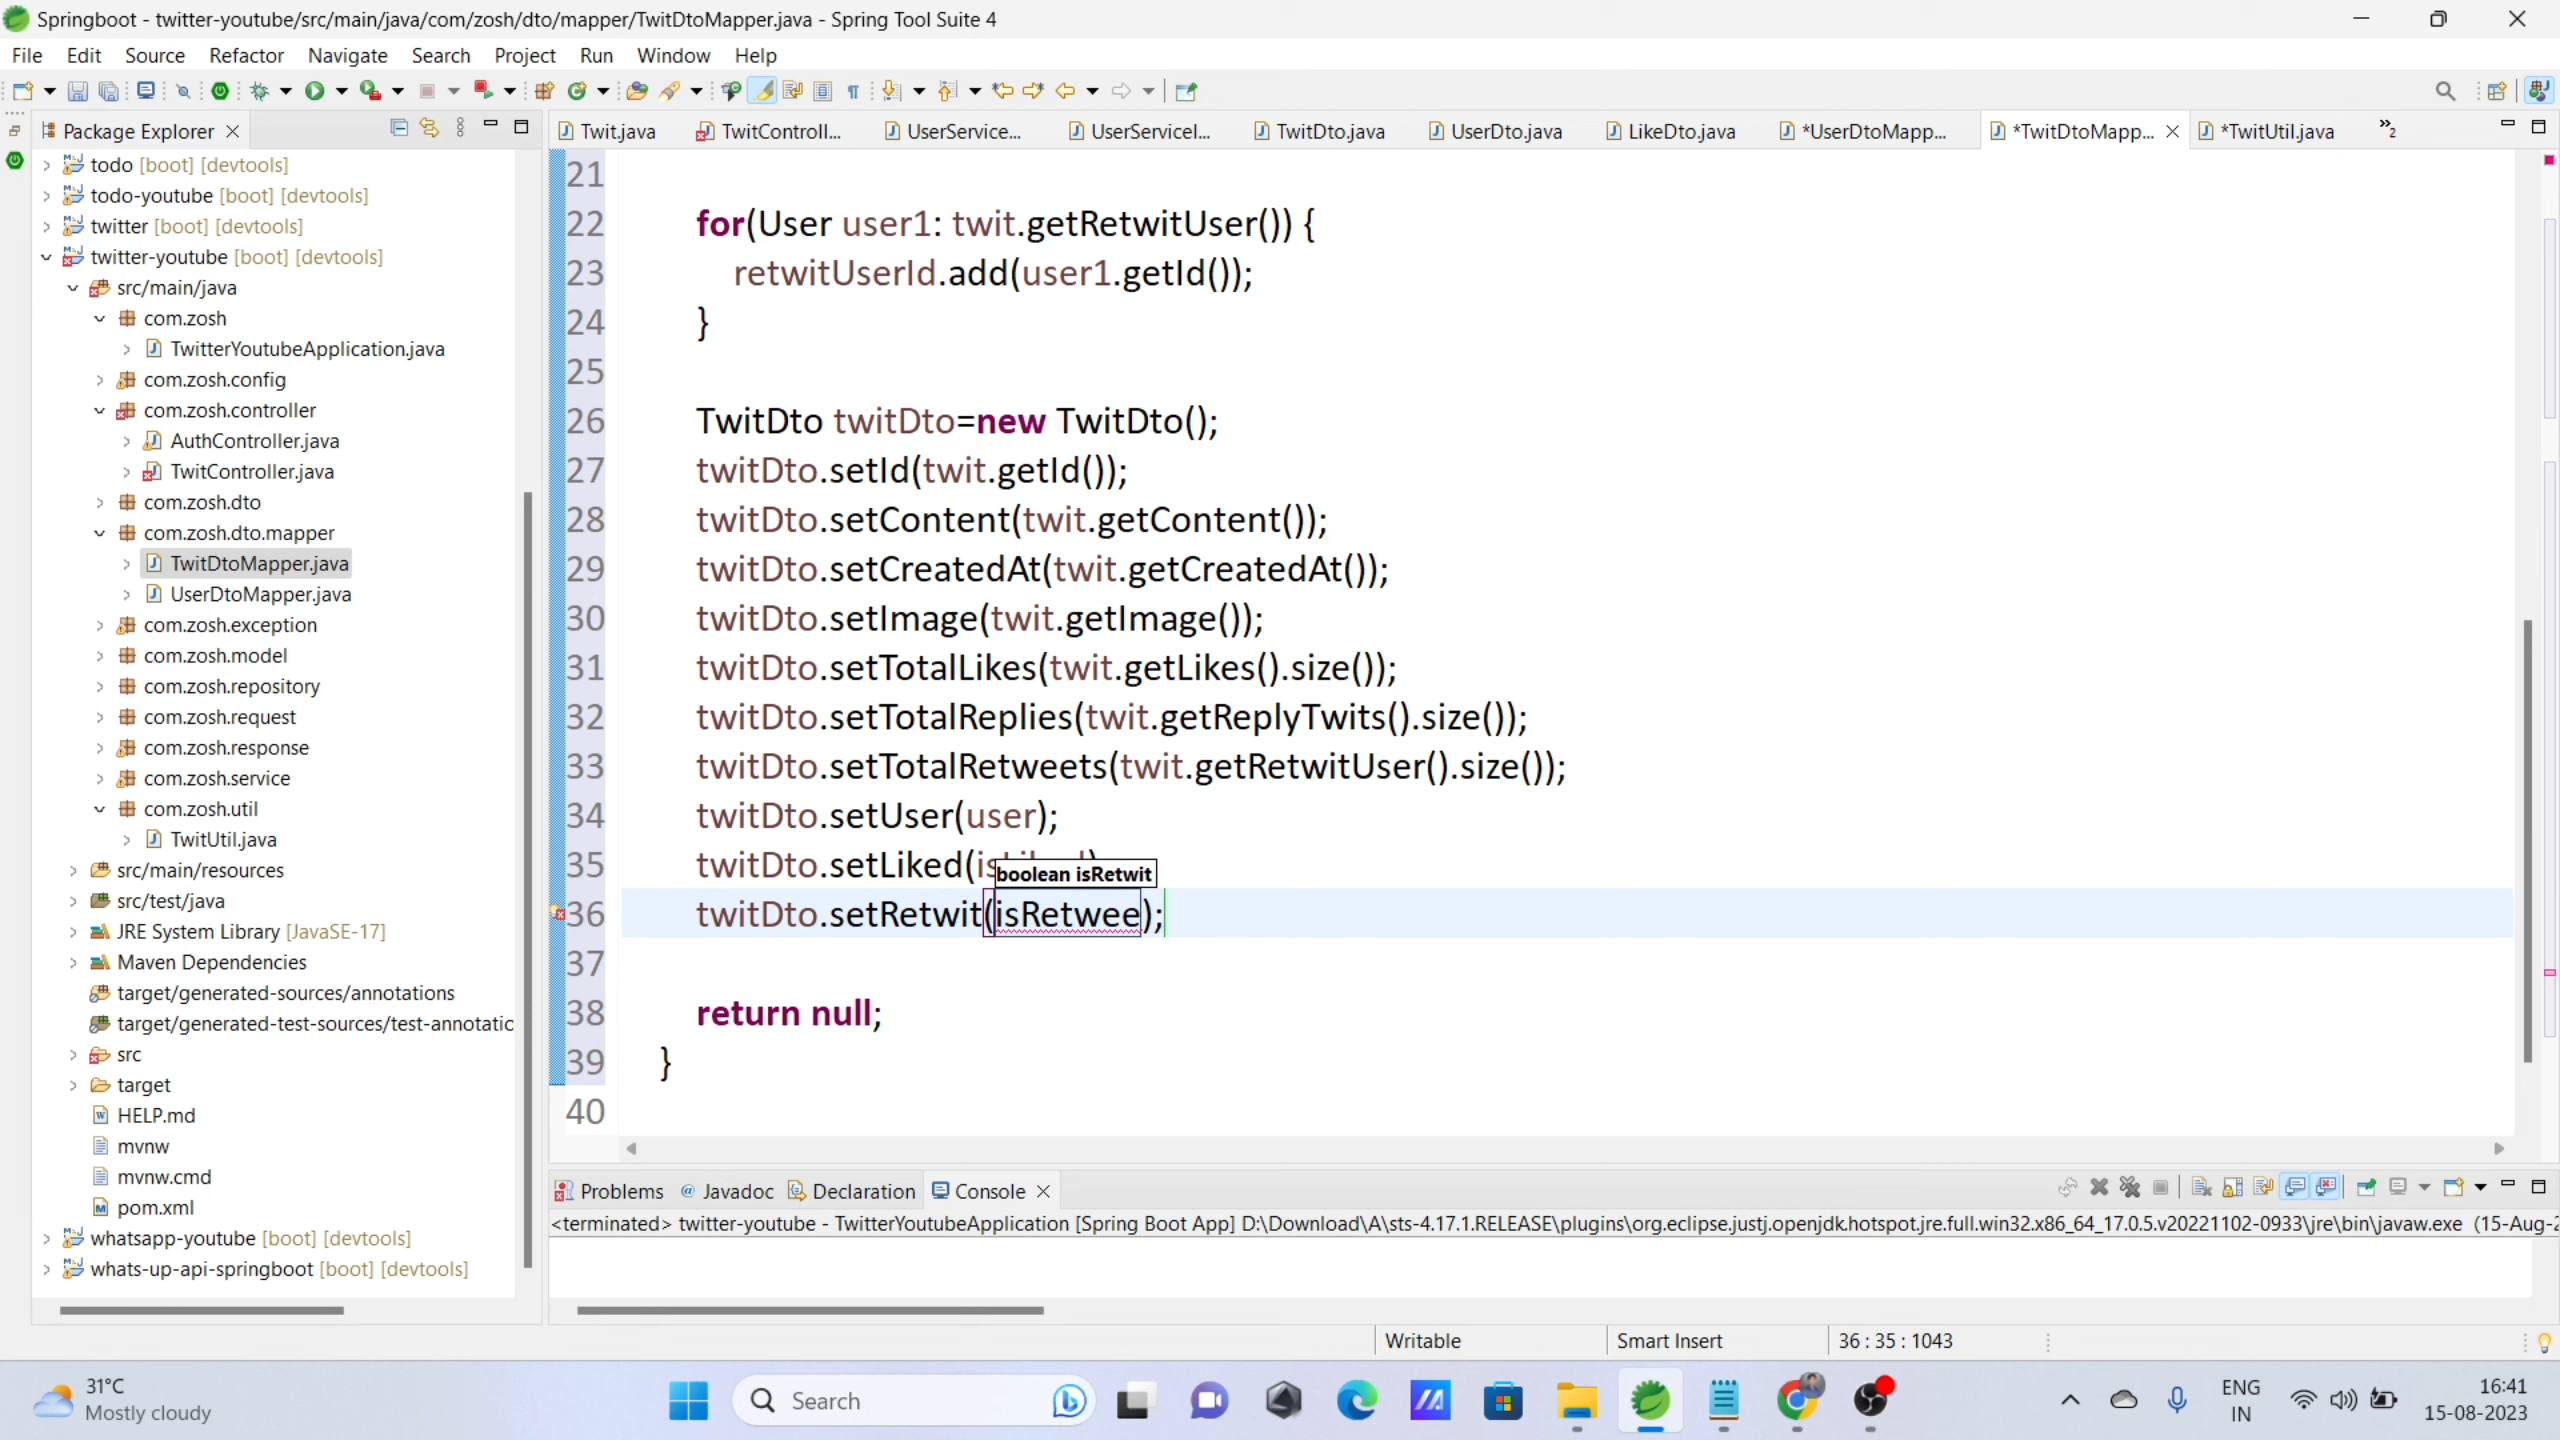 Springboot - twitter-youtube/src/main/java/com/zosh/dto/mapper/TwitDtoMapper.java - Spring Tool Suite 4
File Edit Source Refactor Navigate Search Project Run Window Help
Package Explorer
todo [boot] [devtools]
todo-youtube [boot] [devtools]
twitter [boot] [devtools]
twitter-youtube [boot] [devtools]
src/main/java
com.zosh
TwitterYoutubeApplication.java
com.zosh.config
com.zosh.controller
AuthController.java
TwitController.java
com.zosh.dto
com.zosh.dto.mapper
TwitDtoMapper.java
UserDtoMapper.java
com.zosh.exception
com.zosh.model
com.zosh.repository
com.zosh.request
com.zosh.response
com.zosh.service
com.zosh.util
TwitUtil.java
src/main/resources
src/test/java
JRE System Library [JavaSE-17]
Maven Dependencies
target/generated-sources/annotations
target/generated-test-sources/test-annotatio
src
target
HELP.md
mvnw
mvnw.cmd
pom.xml
whatsapp-youtube [boot] [devtools]
whats-up-api-springboot [boot] [devtools]
Twit.java TwitControll... UserService... UserServiceI... TwitDto.java UserDto.java LikeDto.java *UserDtoMapp... *TwitDtoMapp... *TwitUtil.java »2
21
22 for(User user1: twit.getRetwitUser()) {
23 retwitUserId.add(user1.getId());
24 }
25
26 TwitDto twitDto=new TwitDto();
27 twitDto.setId(twit.getId());
28 twitDto.setContent(twit.getContent());
29 twitDto.setCreatedAt(twit.getCreatedAt());
30 twitDto.setImage(twit.getImage());
31 twitDto.setTotalLikes(twit.getLikes().size());
32 twitDto.setTotalReplies(twit.getReplyTwits().size());
33 twitDto.setTotalRetweets(twit.getRetwitUser().size());
34 twitDto.setUser(user);
35 twitDto.setLiked(
boolean isRetwit
36 twitDto.setRetwit(isRetwee);
37
38 return null;
39 }
40
Problems Javadoc Declaration Console
<terminated> twitter-youtube - TwitterYoutubeApplication [Spring Boot App] D:\Download\A\sts-4.17.1.RELEASE\plugins\org.eclipse.justj.openjdk.hotspot.jre.full.win32.x86_64_17.0.5.v20221102-0933\jre\bin\javaw.exe (15-Aug-2
Writable Smart Insert 36 : 35 : 1043
31°C
Mostly cloudy
Search
ENG
IN
16:41
15-08-2023